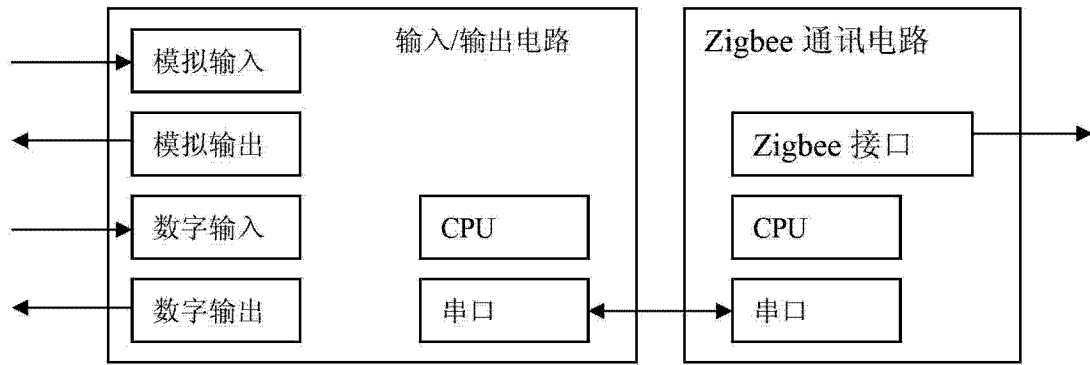 输入/输出电路
模拟输入
模拟输出
数字输入
数字输出
CPU
串口
Zigbee 通讯电路
Zigbee 接口
CPU
串口